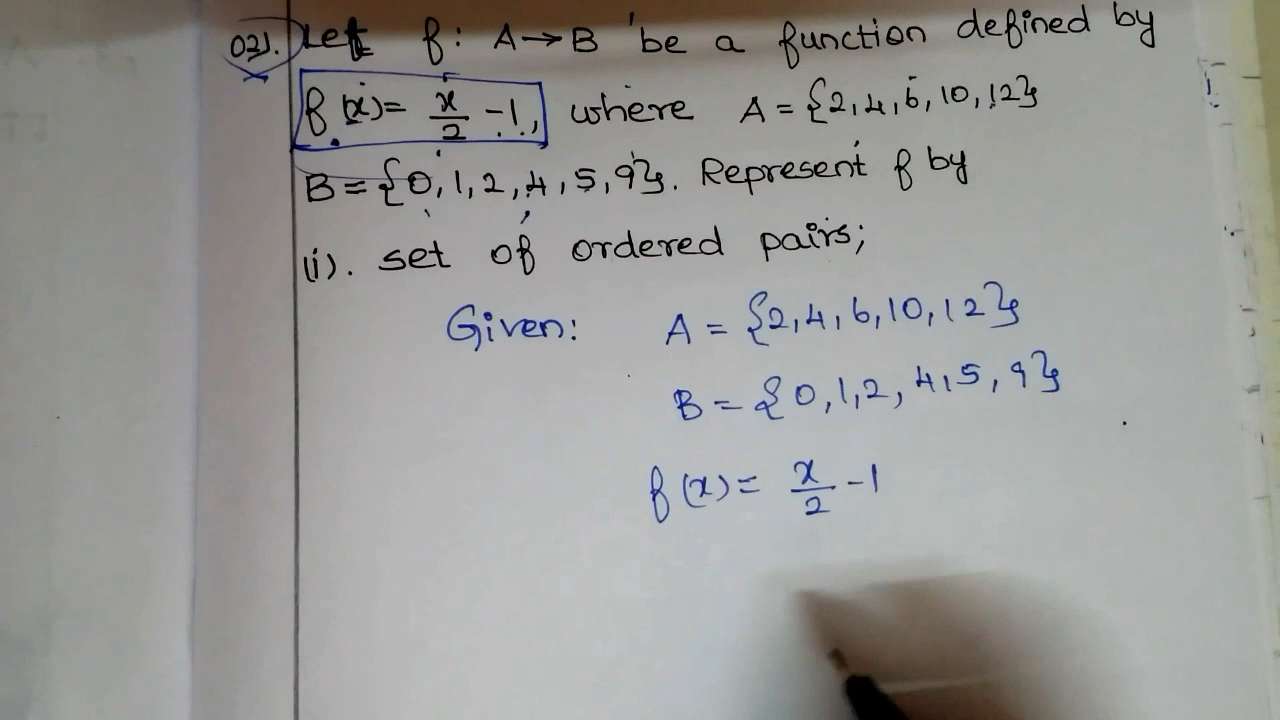 021. Let f: A→B be a function defined by
f(x)= x/2 -1, where A={2,4,6,10,12}
B={0,1,2,4,5,9}. Represent f by
(i). set of ordered pairs;
Given: A = {2,4,6,10,12}
B = {0,1,2,4,5,9}
f(x)= x/2 -1